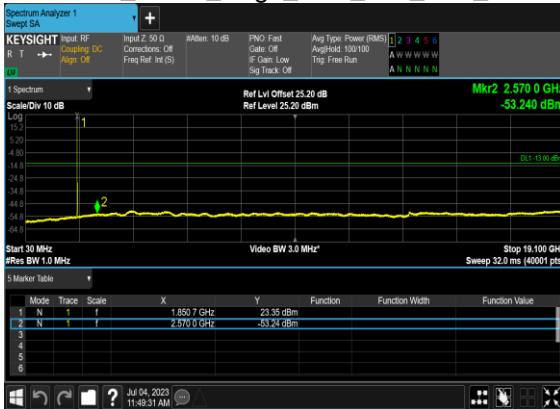 Spectrum Analyzer 1
Swept SA
+
KEYSIGHT Input: RF Input Z: 50 Ω #Atten: 10 dB PNO: Fast Avg Type: Power (RMS) 1 2 3 4 5 6
R T Coupling: DC Corrections: Off Gate: Off Avg|Hold: 100/100 A W W W W W
Align: Off Freq Ref: Int (S) IF Gain: Low Trig: Free Run
Sig Track: Off A N N N N N
1 Spectrum Ref Lvl Offset 25.20 dB Mkr2 2.570 0 GHz
Scale/Div 10 dB Ref Level 25.20 dBm -53.240 dBm
Log
1
15.2
5.20
-4.80
DL1 -13.00 dBm
-14.8
-24.8
-34.8
-44.8
2
-54.8
-64.8
Start 30 MHz Video BW 3.0 MHz* Stop 19.100 GHz
#Res BW 1.0 MHz Sweep 32.0 ms (40001 pts)
5 Marker Table
Mode Trace Scale X Y Function Function Width Function Value
1 N 1 f 1.850 7 GHz 23.35 dBm
2 N 1 f 2.570 0 GHz -53.24 dBm
3
4
5
6
? Jul 04, 2023
11:49:31 AM